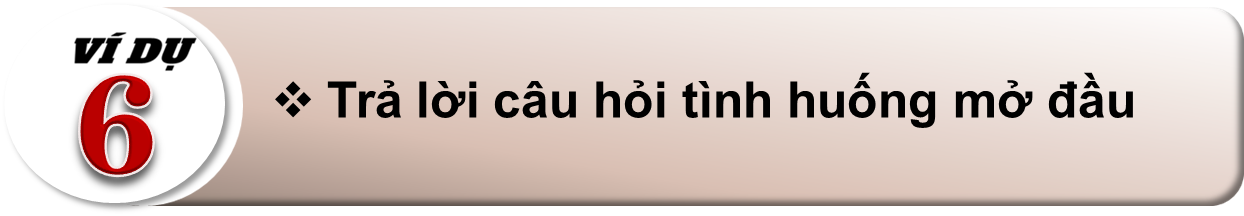 VÍ DỤ
6
❖ Trả lời câu hỏi tình huống mở đầu